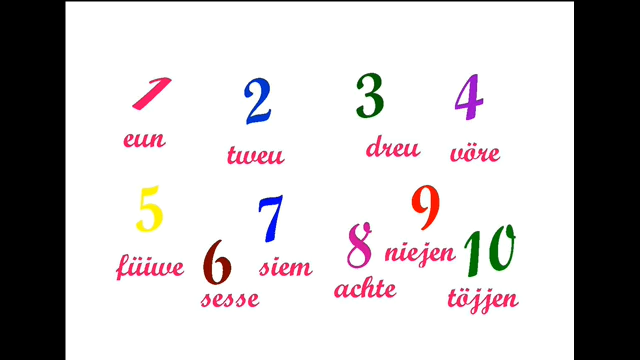 1 2 3 4
eun tweu dreu vöre
5 6 7 8 9 10
füiwe sesse siem achte niejen töjjen